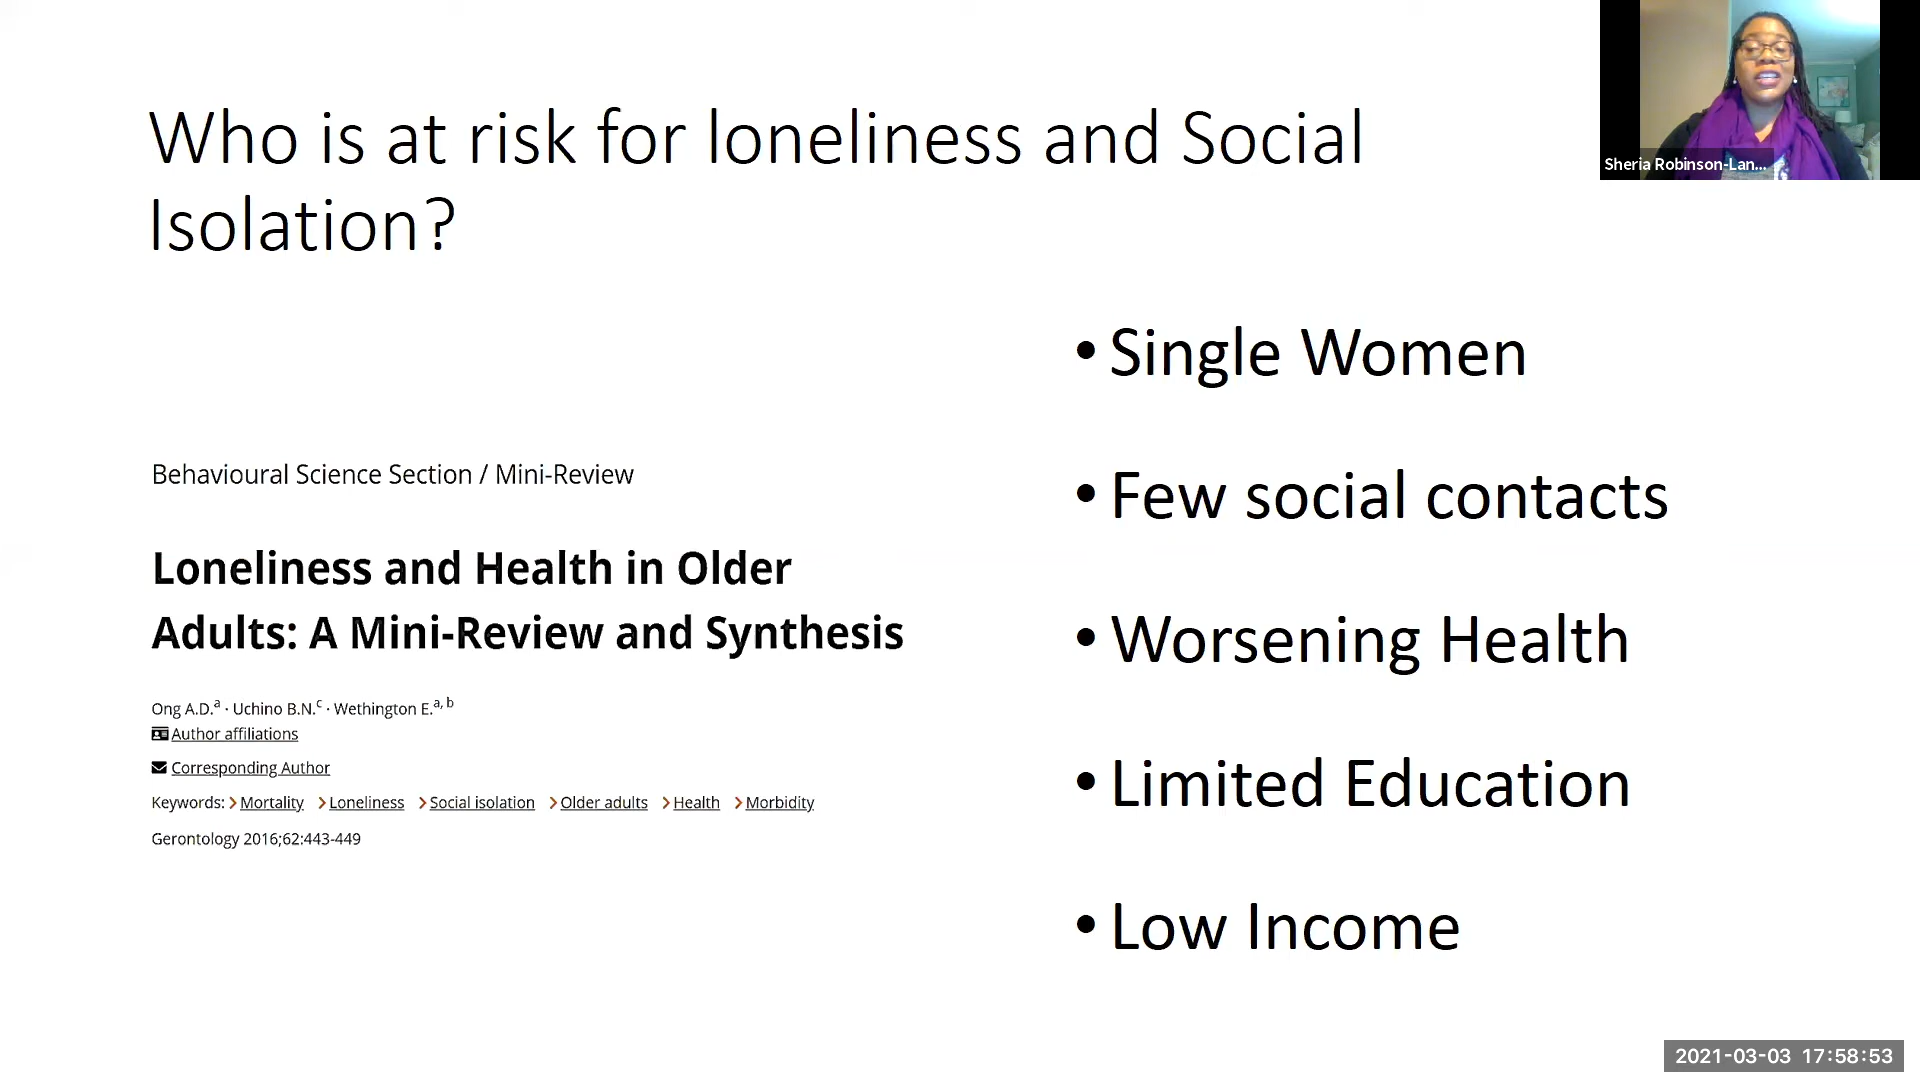 Who is at risk for loneliness and Social
Isolation?
Sheria Robinson-Lan...
Behavioural Science Section / Mini-Review
Loneliness and Health in Older
Adults: A Mini-Review and Synthesis
Ong A.D.a · Uchino B.N.c · Wethington E.a, b
Author affiliations
Corresponding Author
Keywords: Mortality Loneliness Social isolation Older adults Health Morbidity
Gerontology 2016;62:443-449
• Single Women
• Few social contacts
• Worsening Health
• Limited Education
• Low Income
2021-03-03 17:58:53